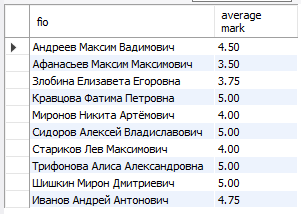 fio average mark
Андреев Максим Вадимович 4.50
Афанасьев Максим Максимович 3.50
Злобина Елизавета Егоровна 3.75
Кравцова Фатима Петровна 5.00
Миронов Никита Артёмович 4.00
Сидоров Алексей Владиславович 5.00
Стариков Лев Максимович 4.00
Трифонова Алиса Александровна 5.00
Шишкин Мирон Дмитриевич 5.00
Иванов Андрей Антонович 4.75